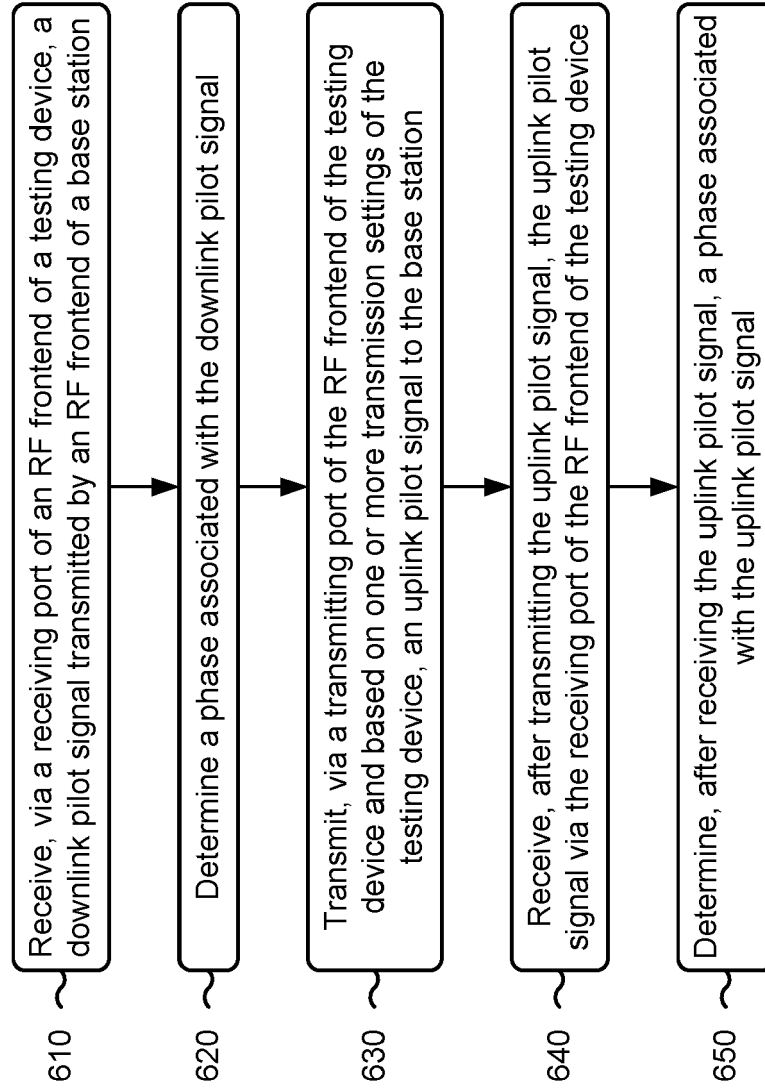 610
Receive, via a receiving port of an RF frontend of a testing device, a
downlink pilot signal transmitted by an RF frontend of a base station
620
Determine a phase associated with the downlink pilot signal
630
Transmit, via a transmitting port of the RF frontend of the testing
device and based on one or more transmission settings of the
testing device, an uplink pilot signal to the base station
640
Receive, after transmitting the uplink pilot signal, the uplink pilot
signal via the receiving port of the RF frontend of the testing device
650
Determine, after receiving the uplink pilot signal, a phase associated
with the uplink pilot signal